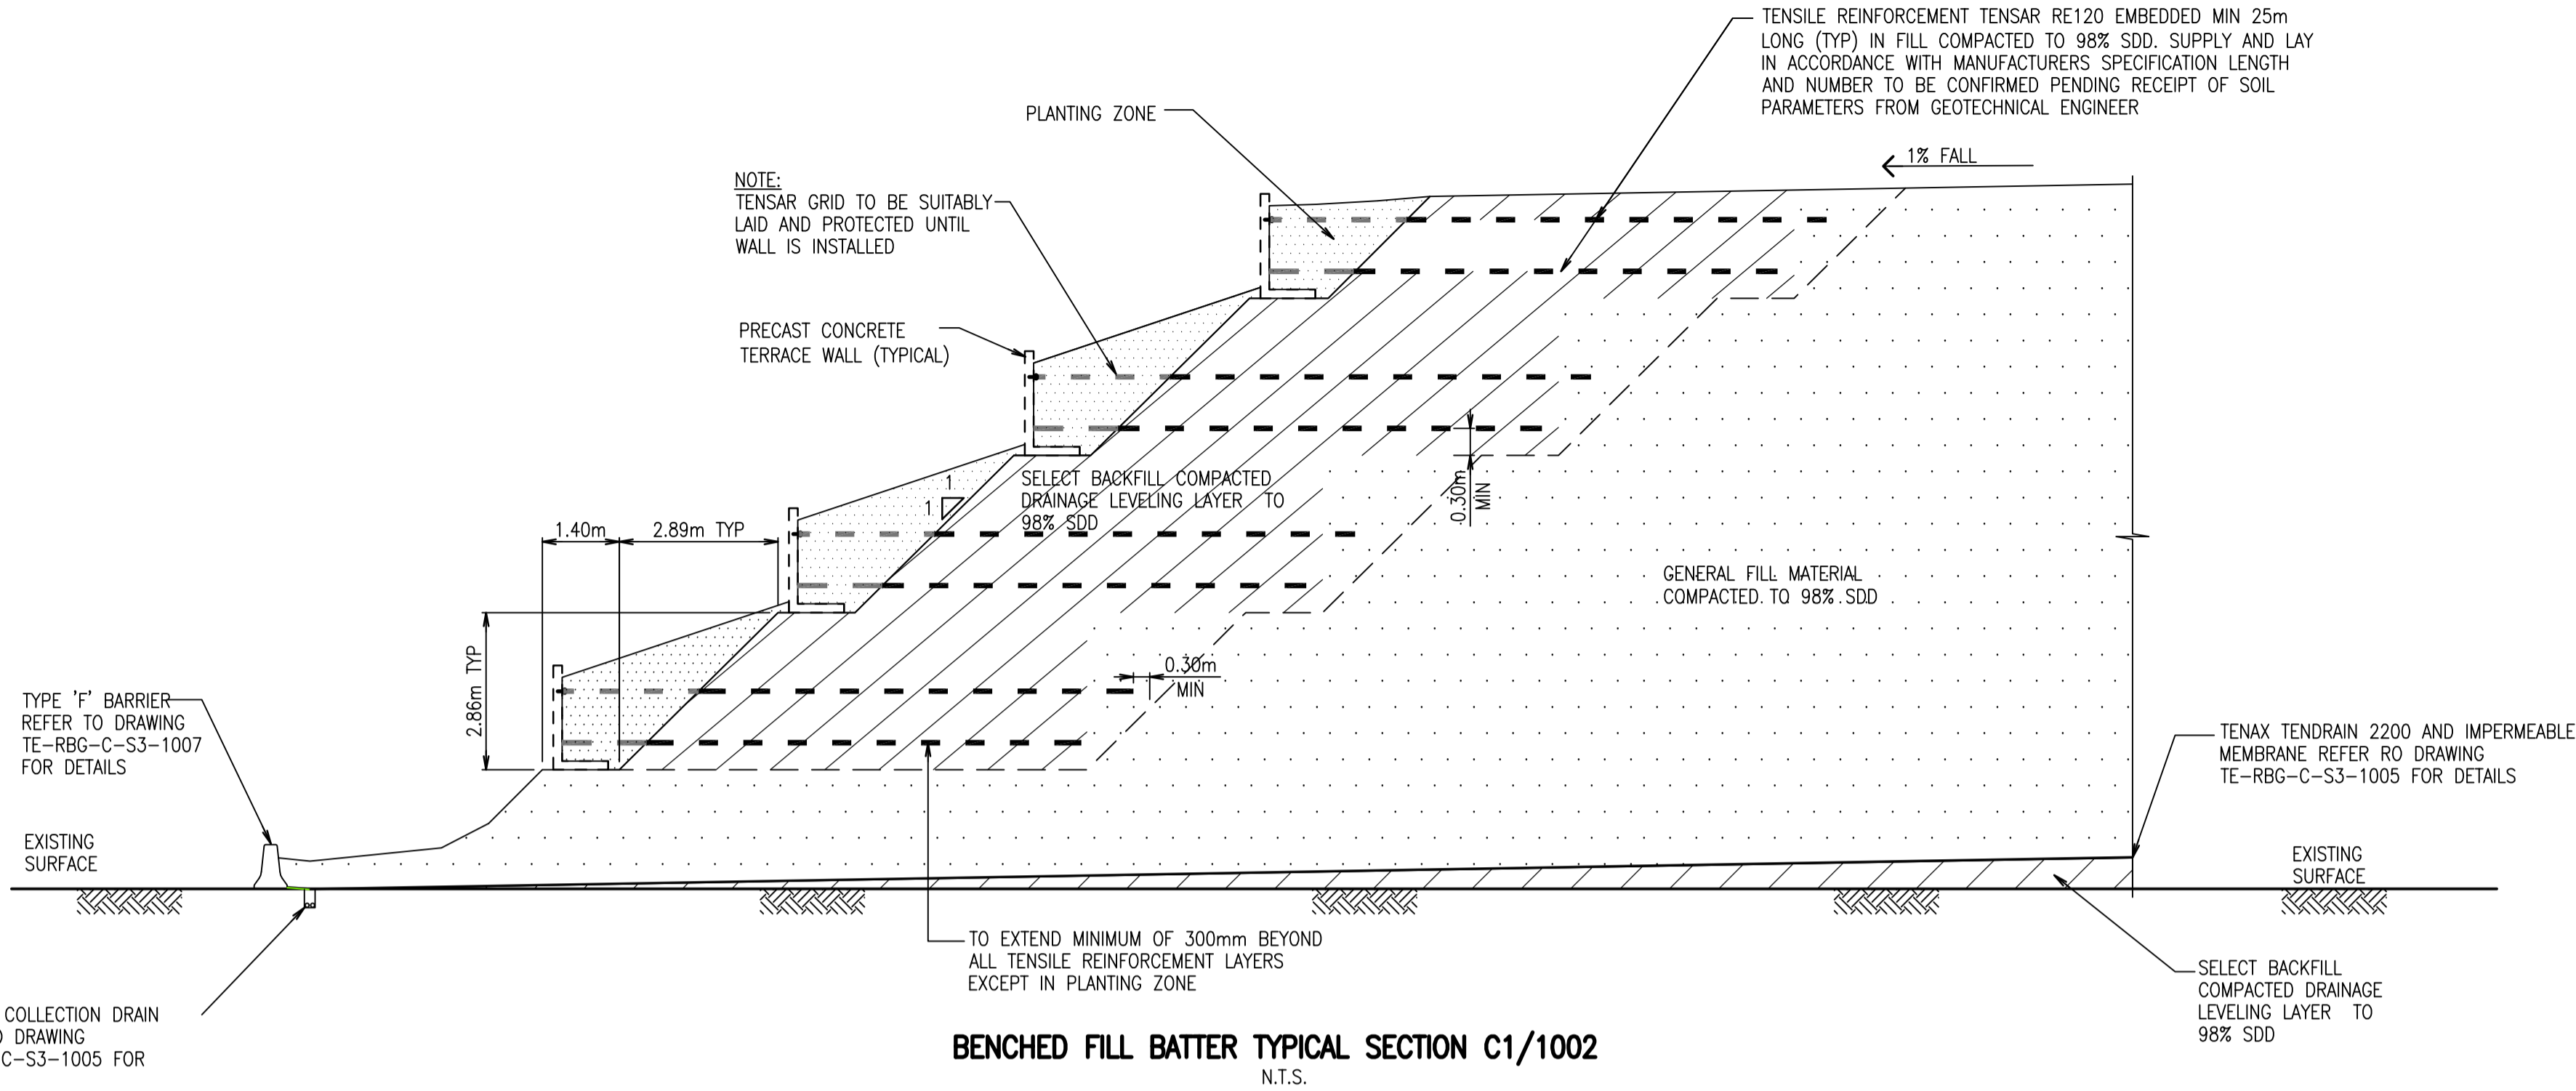 TENSILE REINFORCEMENT TENSAR RE120 EMBEDDED MIN 25m
LONG (TYP) IN FILL COMPACTED TO 98% SDD. SUPPLY AND LAY
IN ACCORDANCE WITH MANUFACTURERS SPECIFICATION LENGTH
AND NUMBER TO BE CONFIRMED PENDING RECEIPT OF SOIL
PARAMETERS FROM GEOTECHNICAL ENGINEER
PLANTING ZONE
1% FALL
NOTE:
TENSAR GRID TO BE SUITABLY
LAID AND PROTECTED UNTIL
WALL IS INSTALLED
PRECAST CONCRETE
TERRACE WALL (TYPICAL)
SELECT BACKFILL COMPACTED
DRAINAGE LEVELING LAYER TO
98% SDD
1
1
0.30m
MIN
1.40m
2.89m TYP
GENERAL FILL MATERIAL
COMPACTED TO 98% SDD
2.86m TYP
0.30m
MIN
TYPE 'F' BARRIER
REFER TO DRAWING
TE-RBG-C-S3-1007
FOR DETAILS
TENAX TENDRAIN 2200 AND IMPERMEABLE
MEMBRANE REFER RO DRAWING
TE-RBG-C-S3-1005 FOR DETAILS
EXISTING
SURFACE
EXISTING
SURFACE
TO EXTEND MINIMUM OF 300mm BEYOND
ALL TENSILE REINFORCEMENT LAYERS
EXCEPT IN PLANTING ZONE
SELECT BACKFILL
COMPACTED DRAINAGE
LEVELING LAYER TO
98% SDD
COLLECTION DRAIN
DRAWING
C-S3-1005 FOR
BENCHED FILL BATTER TYPICAL SECTION C1/1002
N.T.S.